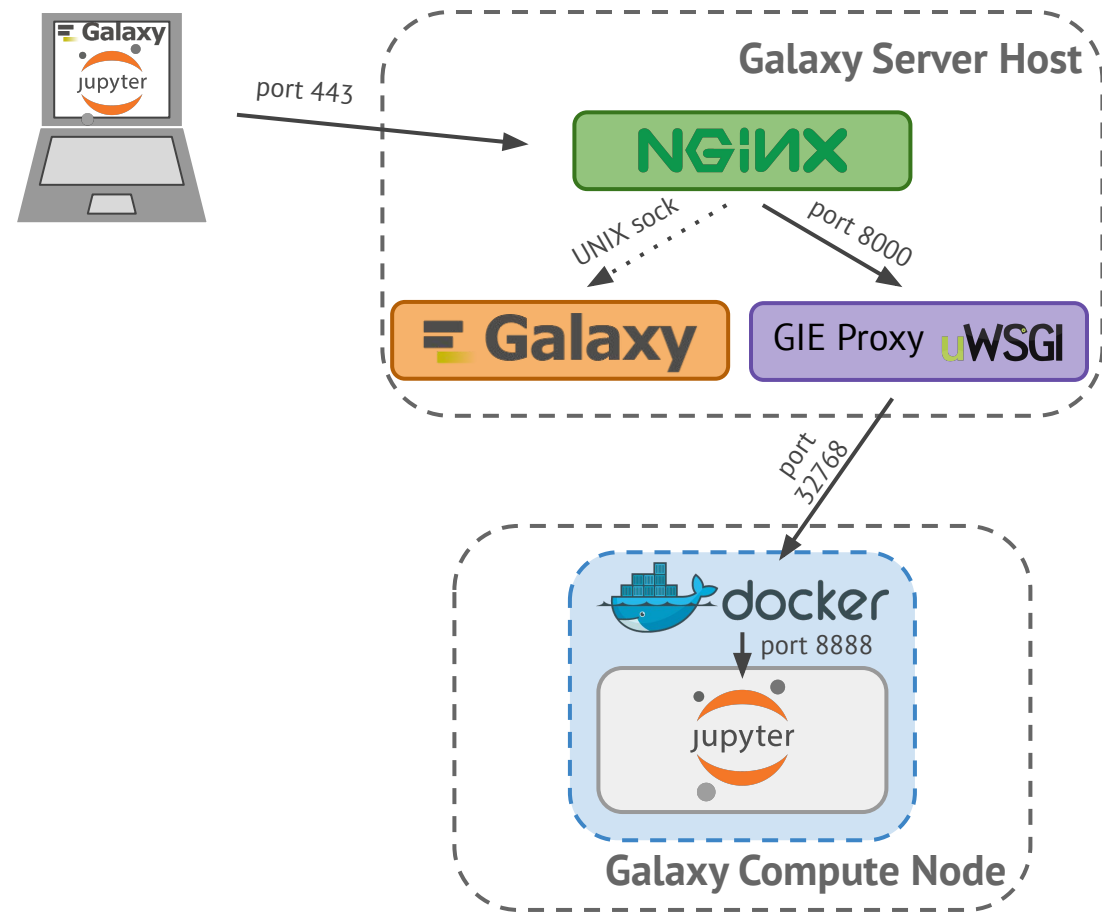 Galaxy
jupyter
port 443
Galaxy Server Host
NGiNX
UNIX sock
port 8000
Galaxy
GIE Proxy uWSGI
port
32768
docker
port 8888
jupyter
Galaxy Compute Node